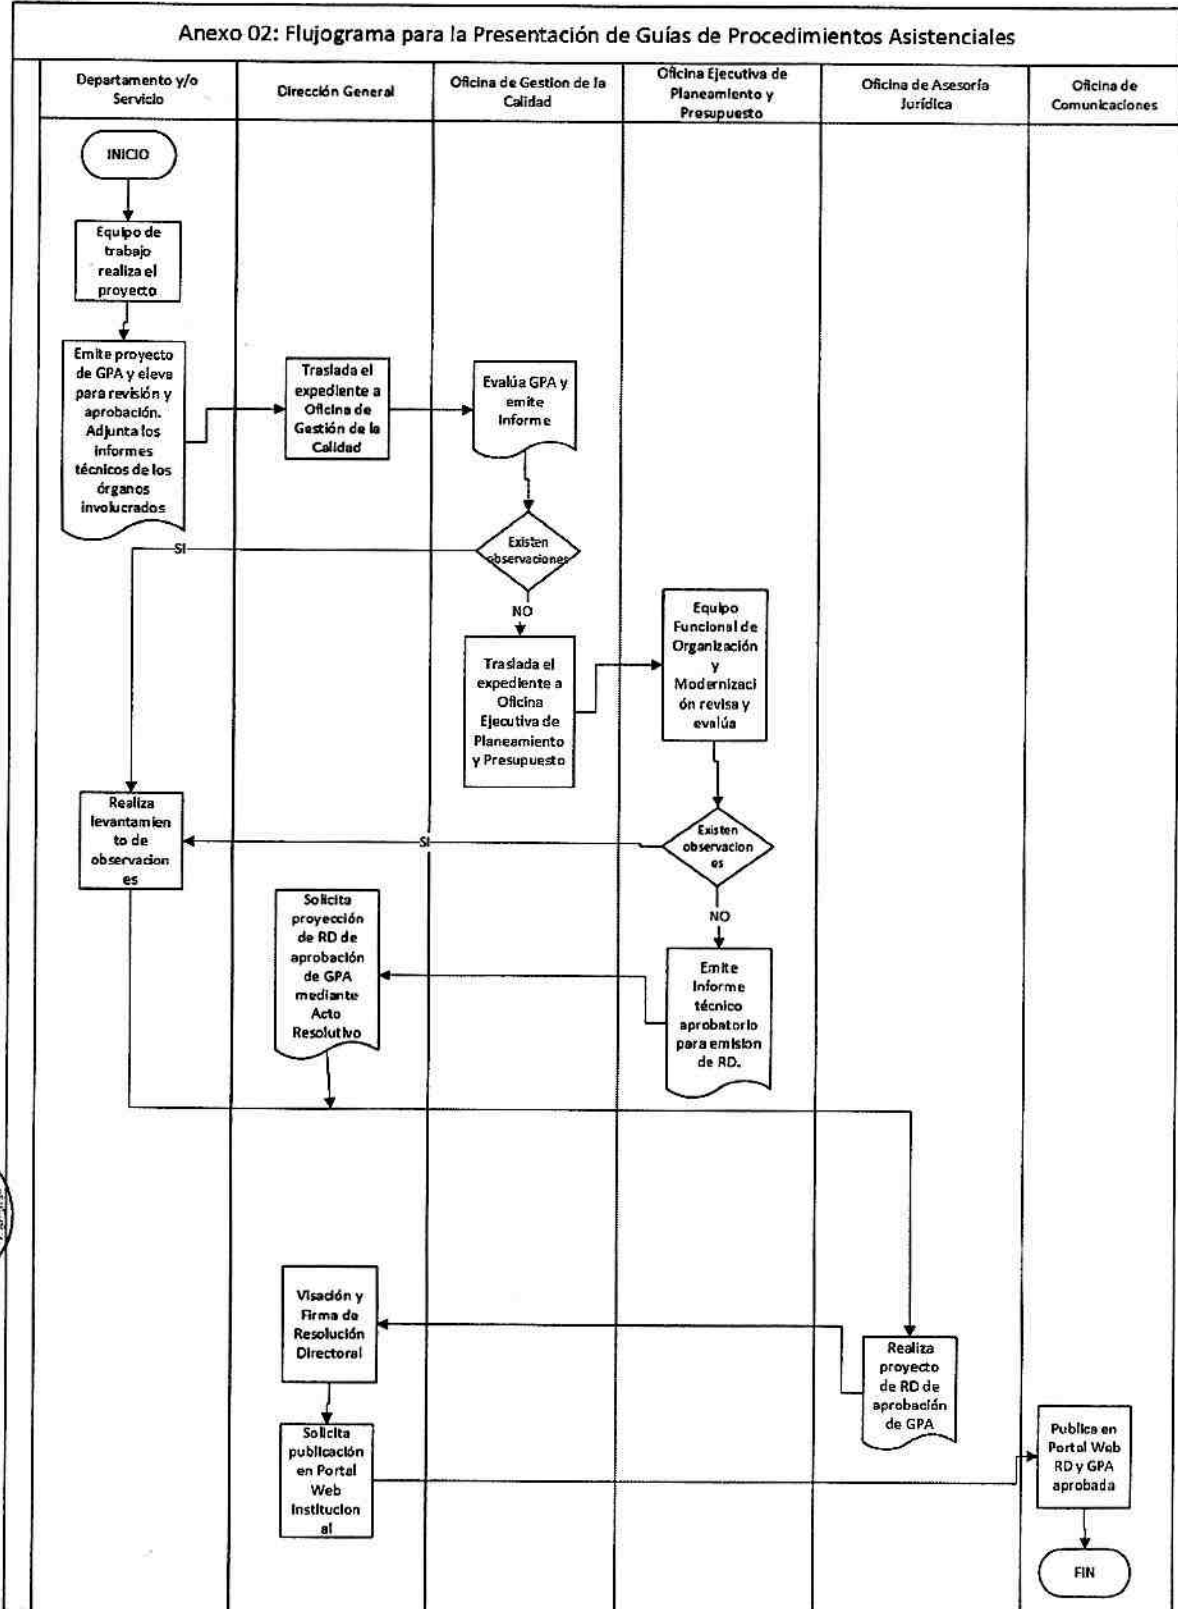 Anexo 02: Flujograma para la Presentación de Guías de Procedimientos Asistenciales
Departamento y/o
Servicio
Dirección General
Oficina de Gestion de la
Calidad
Oficina Ejecutiva de
Planeamiento y
Presupuesto
Oficina de Asesoría
Jurídica
Oficina de
Comunicaciones
INICIO
Equipo de
trabajo
realiza el
proyecto
Emite proyecto
de GPA y eleva
para revisión y
aprobación.
Adjunta los
informes
técnicos de los
órganos
involucrados
Traslada el
expediente a
Oficina de
Gestión de la
Calidad
Evalúa GPA y
emite
Informe
Existen
observaciones
SI
NO
Traslada el
expediente a
Oficina
Ejecutiva de
Planeamiento
y Presupuesto
Equipo
Funcional de
Organización
y
Modernizaci
ón revisa y
evalúa
Existen
observacion
es
SI
NO
Realiza
levantamien
to de
observacion
es
Emite
Informe
técnico
aprobatorio
para emision
de RD.
Solicita
proyección
de RD de
aprobación
de GPA
mediante
Acto
Resolutivo
Realiza
proyecto
de RD de
aprobación
de GPA
Visación y
Firma de
Resolución
Directoral
Solicita
publicación
en Portal
Web
Institucion
al
Publica en
Portal Web
RD y GPA
aprobada
FIN